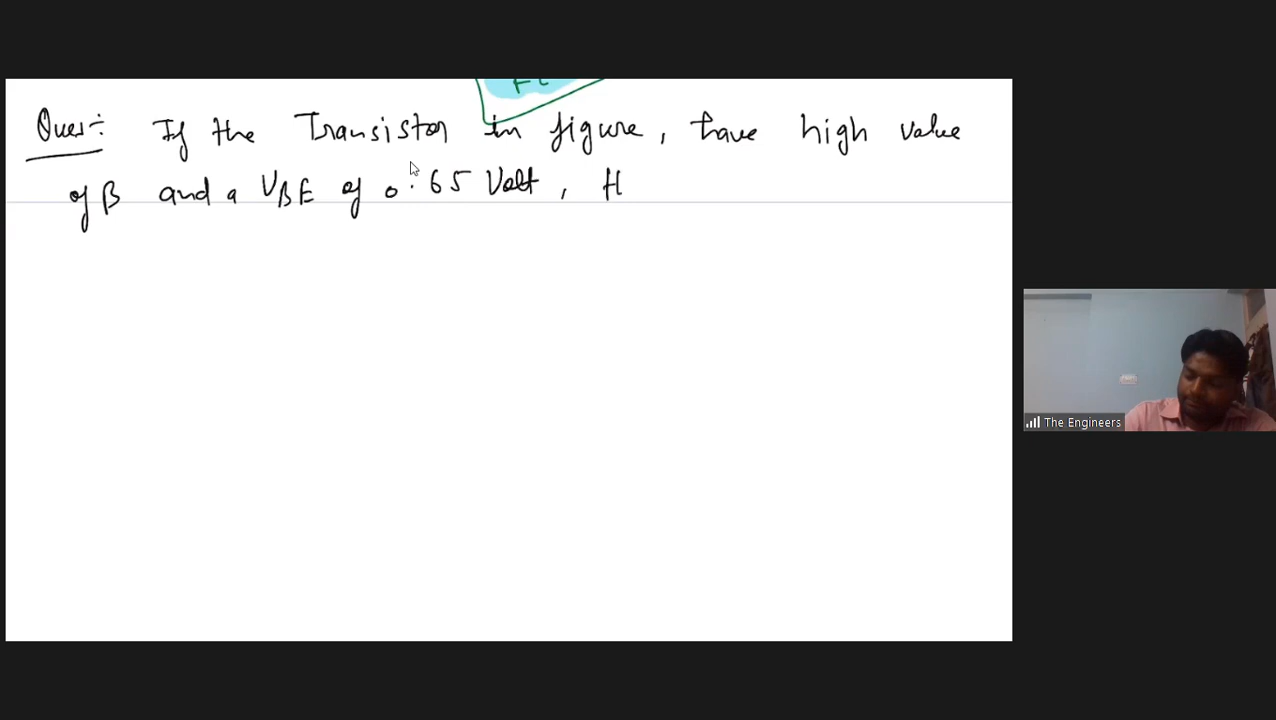 Ques:- If the Transistor in figure, have high value
of β and a VBE of 0.65 Volt, H
The Engineers